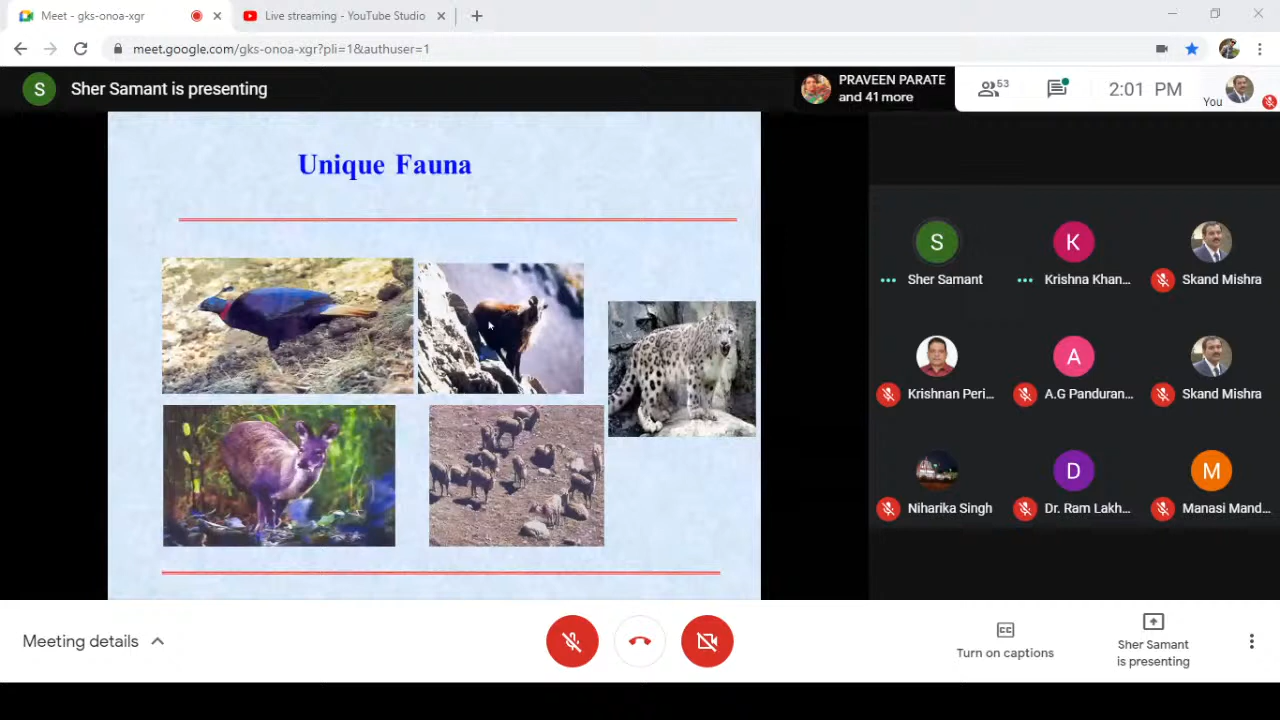 Meet - gks-onoa-xgr
Live streaming - YouTube Studio
meet.google.com/gks-onoa-xgr?pli=1&authuser=1
S
Sher Samant is presenting
PRAVEEN PARATE
and 41 more
53
2:01 PM
You
Unique Fauna
S
K
Sher Samant
Krishna Khan...
Skand Mishra
A
Krishnan Peri...
A.G Panduran...
Skand Mishra
D
M
Niharika Singh
Dr. Ram Lakh...
Manasi Mand...
Meeting details
CC
Turn on captions
Sher Samant
is presenting